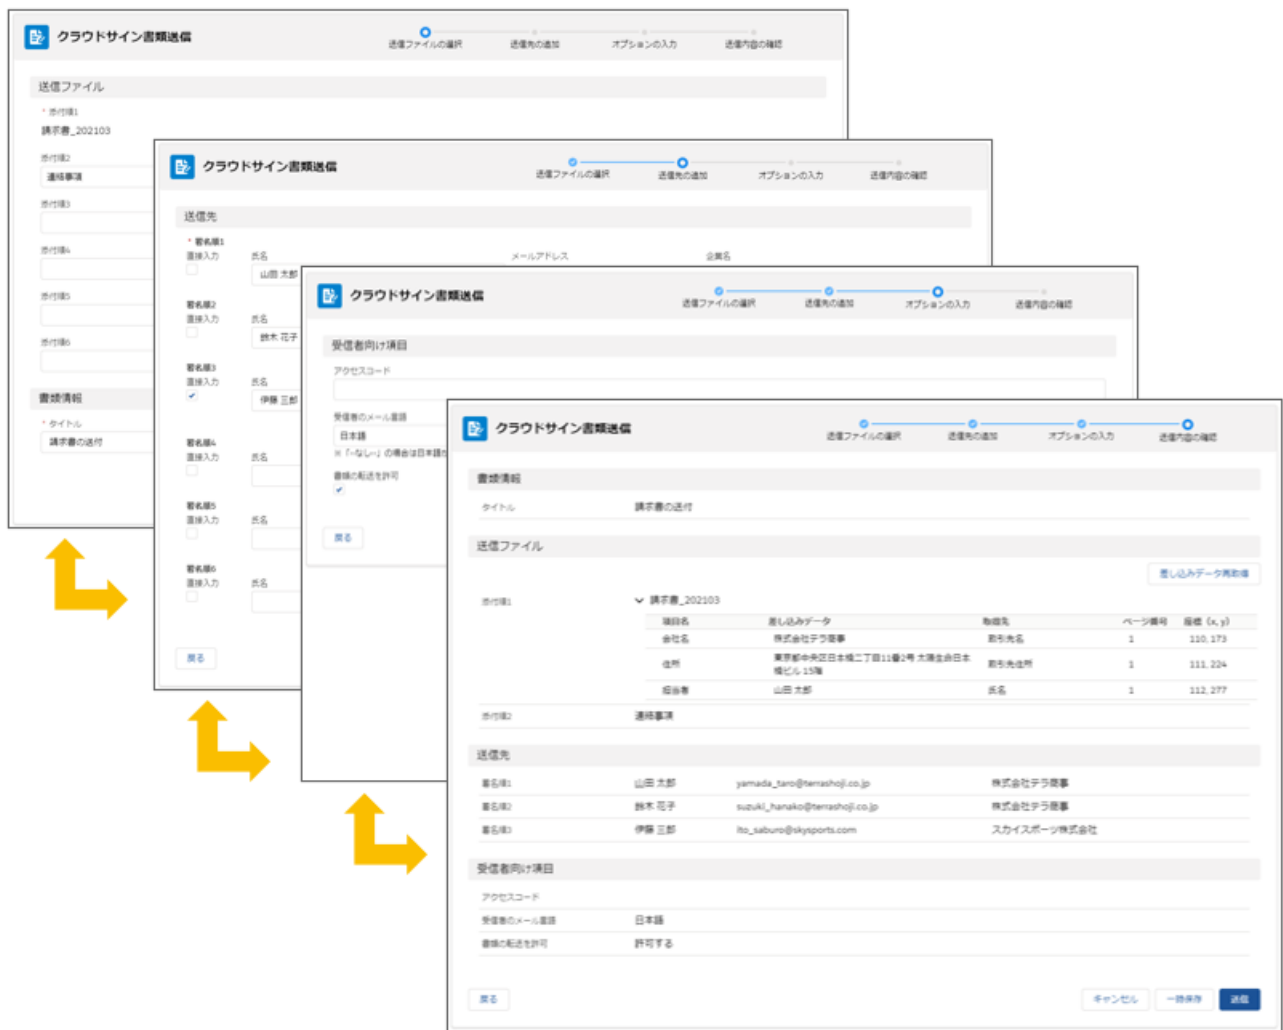 クラウドサイン書類送信
送信ファイルの選択 送信先の追加 オプションの入力 送信内容の確認
送信ファイル
* 添付順1
請求書_202103
添付順2
連絡事項
添付順3
添付順4
添付順5
添付順6
書類情報
* タイトル
請求書の送付
クラウドサイン書類送信
送信ファイルの選択 送信先の追加 オプションの入力 送信内容の確認
送信先
* 署名順1
直接入力 氏名 メールアドレス 企業名
山田 太郎
署名順2
直接入力 氏名
鈴木 花子
署名順3
直接入力 氏名
伊藤 三郎
署名順4
直接入力 氏名
署名順5
直接入力 氏名
署名順6
直接入力 氏名
戻る
クラウドサイン書類送信
送信ファイルの選択 送信先の追加 オプションの入力 送信内容の確認
受信者向け項目
アクセスコード
受信者のメール言語
日本語
※「--なし--」の場合は日本語
書類の転送を許可
戻る
クラウドサイン書類送信
送信ファイルの選択 送信先の追加 オプションの入力 送信内容の確認
書類情報
タイトル 請求書の送付
送信ファイル
差し込みデータ再取得
添付順1 請求書_202103
項目名 差し込みデータ 取得元 ページ番号 座標 (x, y)
会社名 株式会社テラ商事 取引先名 1 110, 173
住所 東京都中央区日本橋二丁目11番2号 太陽生命日本橋ビル 15階 取引先住所 1 111, 224
担当者 山田 太郎 氏名 1 112, 277
添付順2 連絡事項
送信先
署名順1 山田 太郎 yamada_taro@terrashoji.co.jp 株式会社テラ商事
署名順2 鈴木 花子 suzuki_hanako@terrashoji.co.jp 株式会社テラ商事
署名順3 伊藤 三郎 ito_saburo@skysports.com スカイスポーツ株式会社
受信者向け項目
アクセスコード
受信者のメール言語 日本語
書類の転送を許可 許可する
戻る キャンセル 一時保存 送信